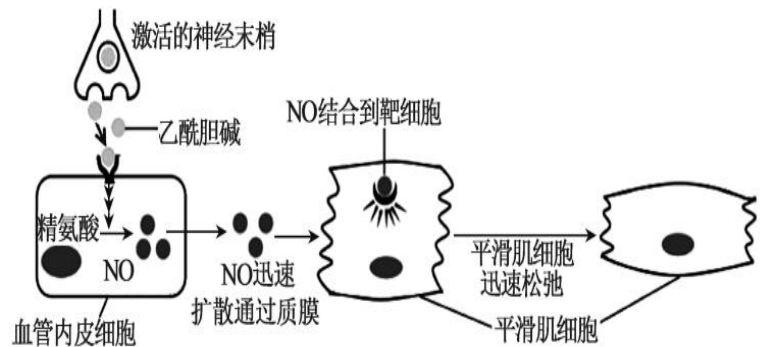 激活的神经末梢
乙酰胆碱
NO结合到靶细胞
精氨酸
NO
NO迅速
扩散通过质膜
平滑肌细胞
迅速松弛
血管内皮细胞
平滑肌细胞